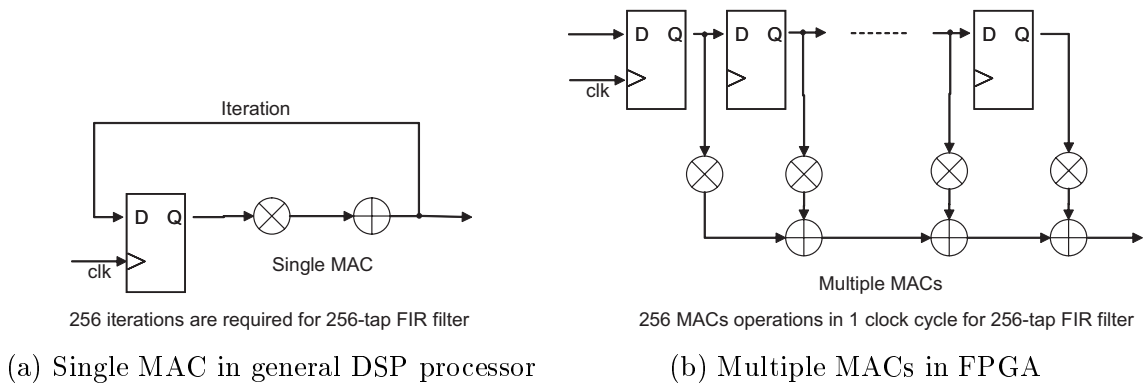 Iteration
D Q
clk
Single MAC
256 iterations are required for 256-tap FIR filter
(a) Single MAC in general DSP processor
D Q
D Q
D Q
clk
Multiple MACs
256 MACs operations in 1 clock cycle for 256-tap FIR filter
(b) Multiple MACs in FPGA